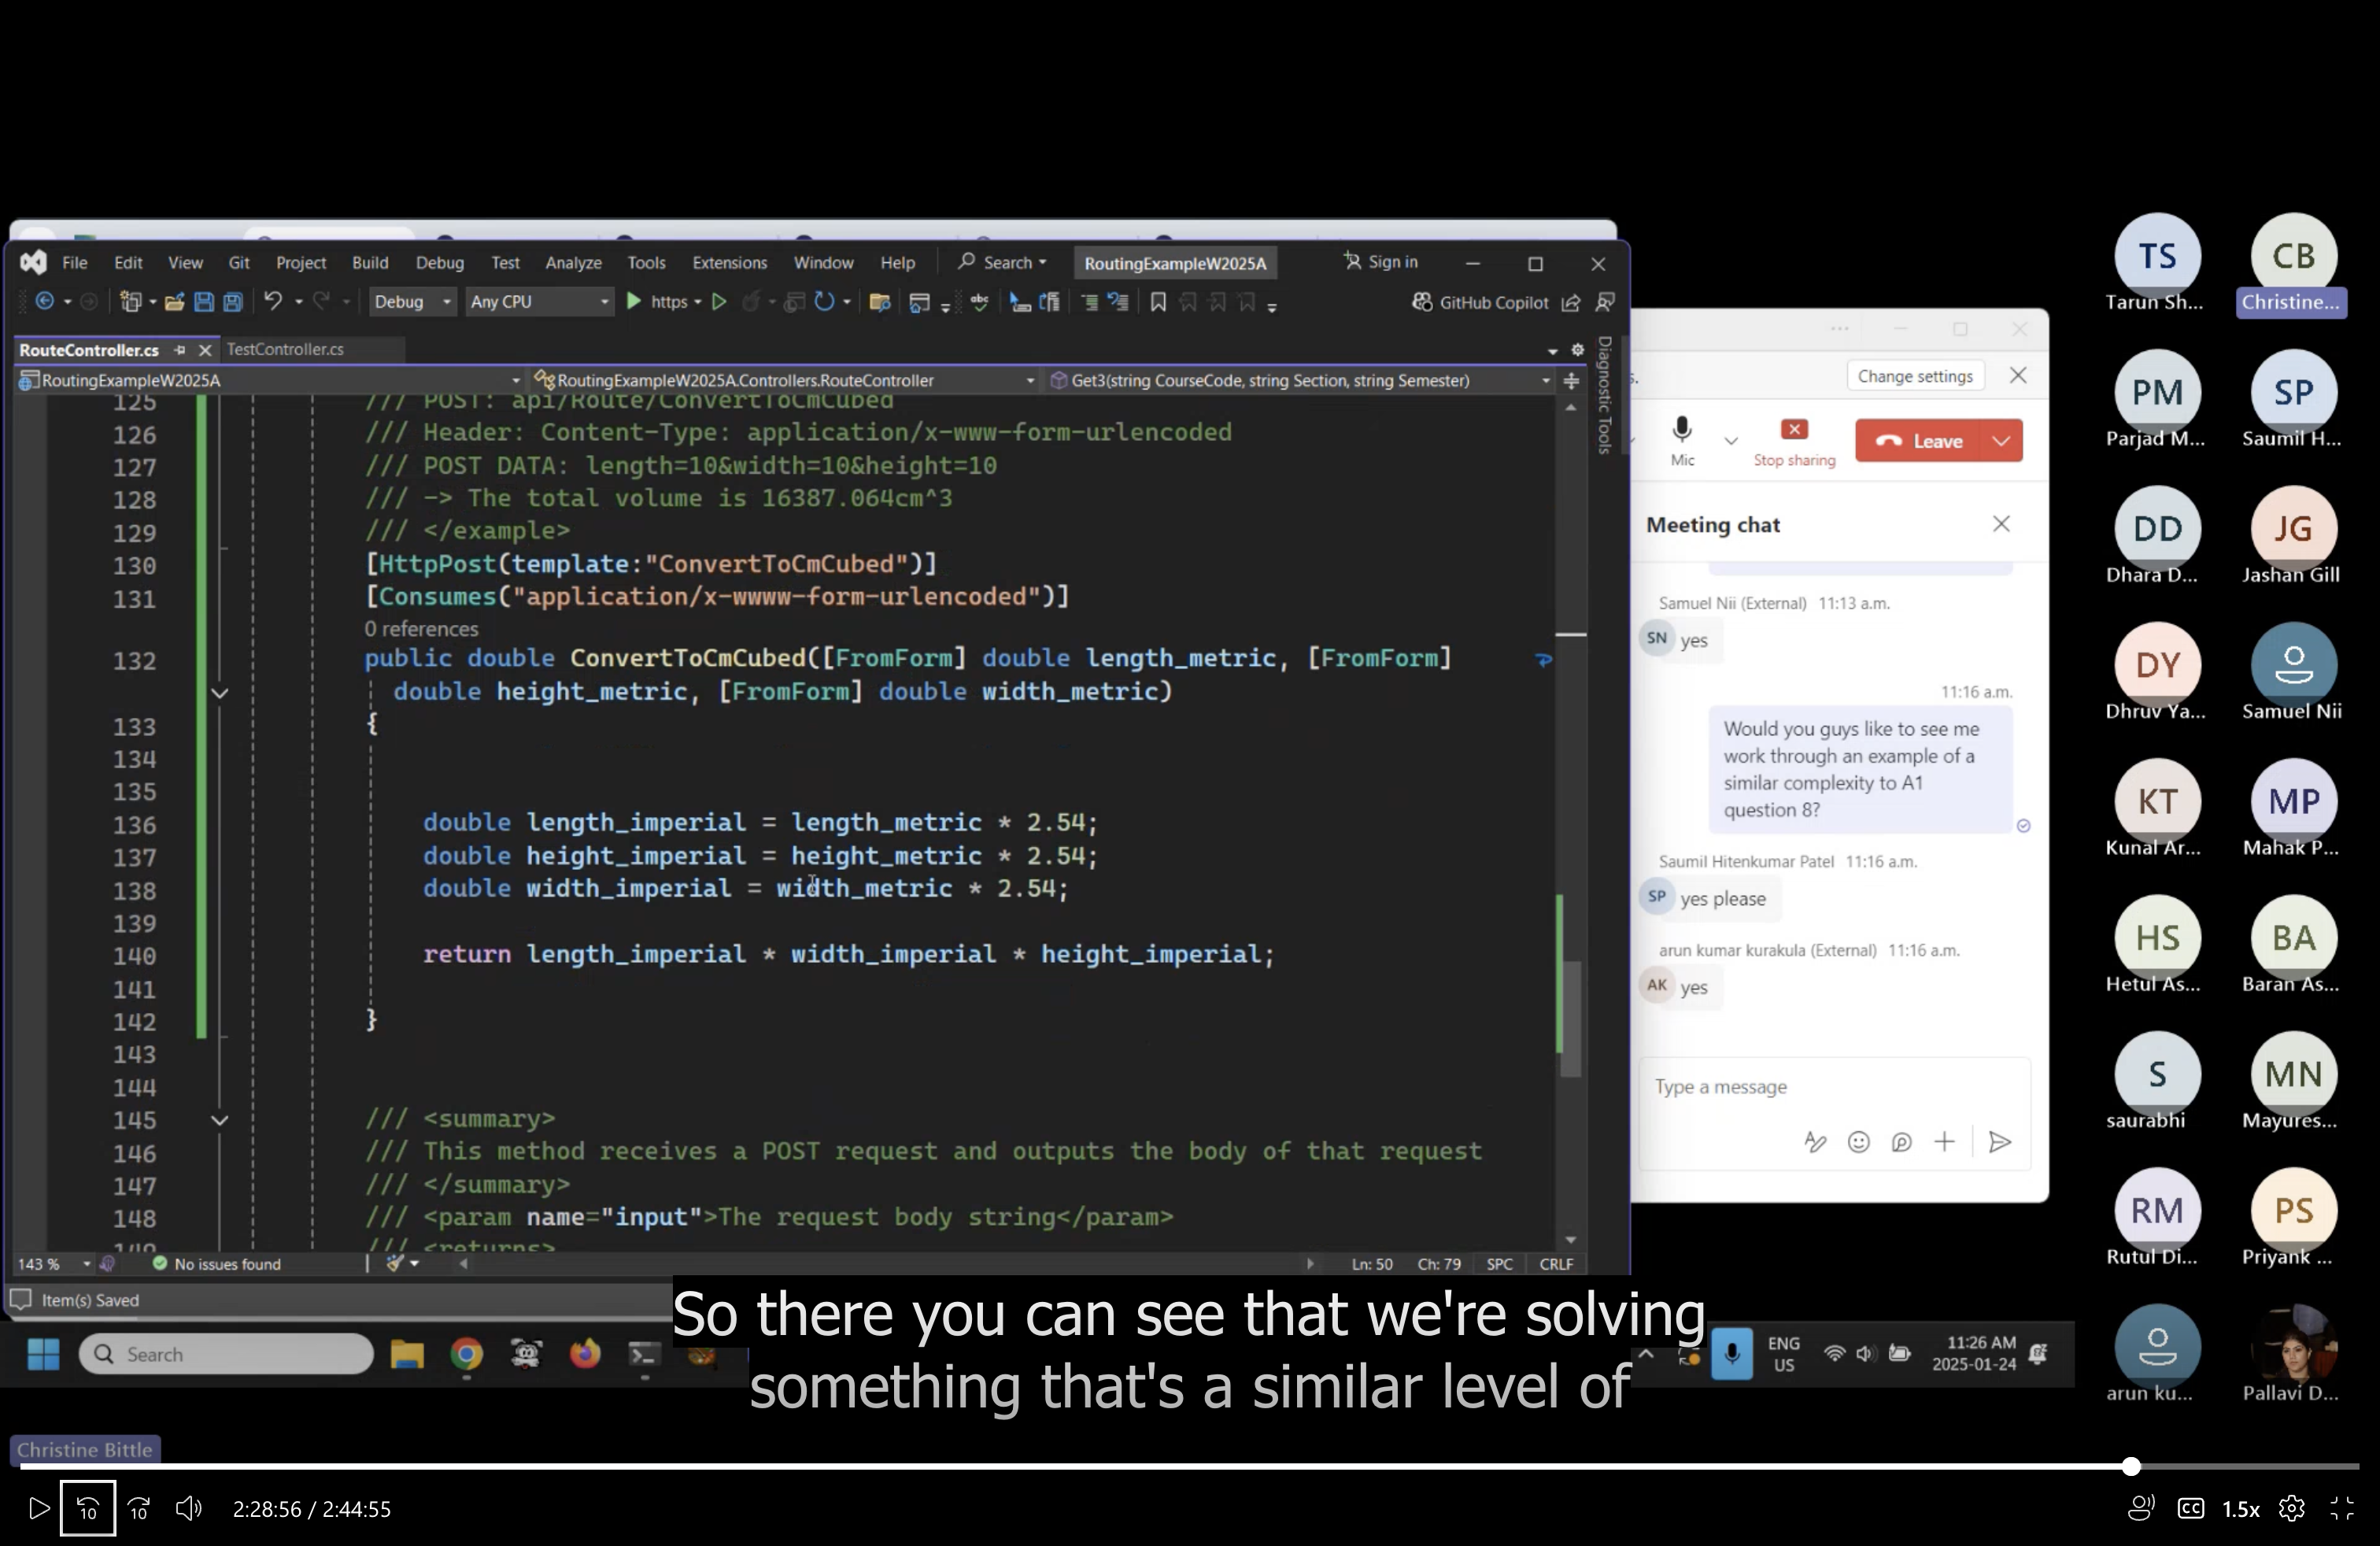 File Edit View Git Project Build Debug Test Analyze Tools Extensions Window Help Search RoutingExampleW2025A Sign in
Debug Any CPU https GitHub Copilot
RouteController.cs TestController.cs
RoutingExampleW2025A RoutingExampleW2025A.Controllers.RouteController Get3(string CourseCode, string Section, string Semester)
Diagnostic Tools
125 /// POST: api/Route/ConvertToCmCubed
126 /// Header: Content-Type: application/x-www-form-urlencoded
127 /// POST DATA: length=10&width=10&height=10
128 /// -> The total volume is 16387.064cm^3
129 /// </example>
130 [HttpPost(template:"ConvertToCmCubed")]
131 [Consumes("application/x-wwww-form-urlencoded")]
0 references
132 public double ConvertToCmCubed([FromForm] double length_metric, [FromForm]
double height_metric, [FromForm] double width_metric)
133 {
134
135
136 double length_imperial = length_metric * 2.54;
137 double height_imperial = height_metric * 2.54;
138 double width_imperial = width_metric * 2.54;
139
140 return length_imperial * width_imperial * height_imperial;
141
142 }
143
144
145 /// <summary>
146 /// This method receives a POST request and outputs the body of that request
147 /// </summary>
148 /// <param name="input">The request body string</param>
149 /// <returns>
143 % No issues found Ln: 50 Ch: 79 SPC CRLF
Item(s) Saved
Search
ENG
US
11:26 AM
2025-01-24
s.
Change settings
Mic
Stop sharing
Leave
Meeting chat
Samuel Nii (External) 11:13 a.m.
SN yes
11:16 a.m.
Would you guys like to see me
work through an example of a
similar complexity to A1
question 8?
Saumil Hitenkumar Patel 11:16 a.m.
SP yes please
arun kumar kurakula (External) 11:16 a.m.
AK yes
Type a message
TS CB
Tarun Sh... Christine...
PM SP
Parjad M... Saumil H...
DD JG
Dhara D... Jashan Gill
DY
Dhruv Ya... Samuel Nii
KT MP
Kunal Ar... Mahak P...
HS BA
Hetul As... Baran As...
S MN
saurabhi Mayures...
RM PS
Rutul Di... Priyank ...
arun ku... Pallavi D...
So there you can see that we're solving
something that's a similar level of
Christine Bittle
10 10 2:28:56 / 2:44:55 CC 1.5x